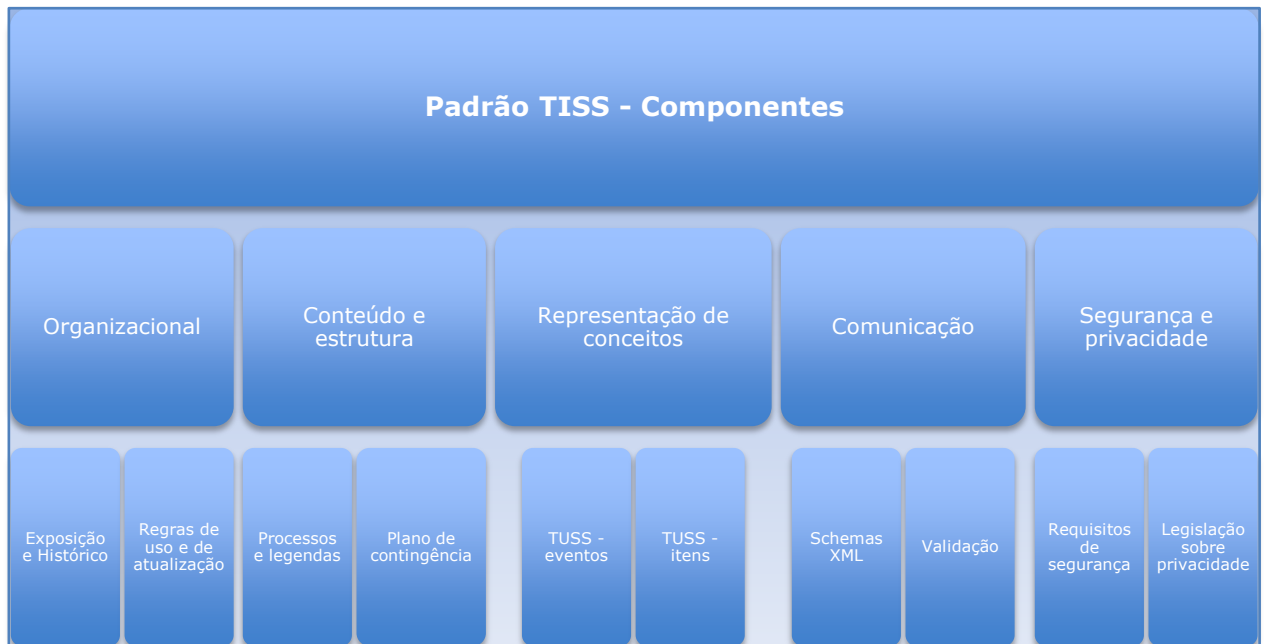 Padrão TISS - Componentes
Organizacional
Conteúdo e
estrutura
Representação de
conceitos
Comunicação
Segurança e
privacidade
Exposição
e Histórico
Regras de
uso e de
atualização
Processos
e legendas
Plano de
contingência
TUSS -
eventos
TUSS -
itens
Schemas
XML
Validação
Requisitos
de
segurança
Legislação
sobre
privacidade